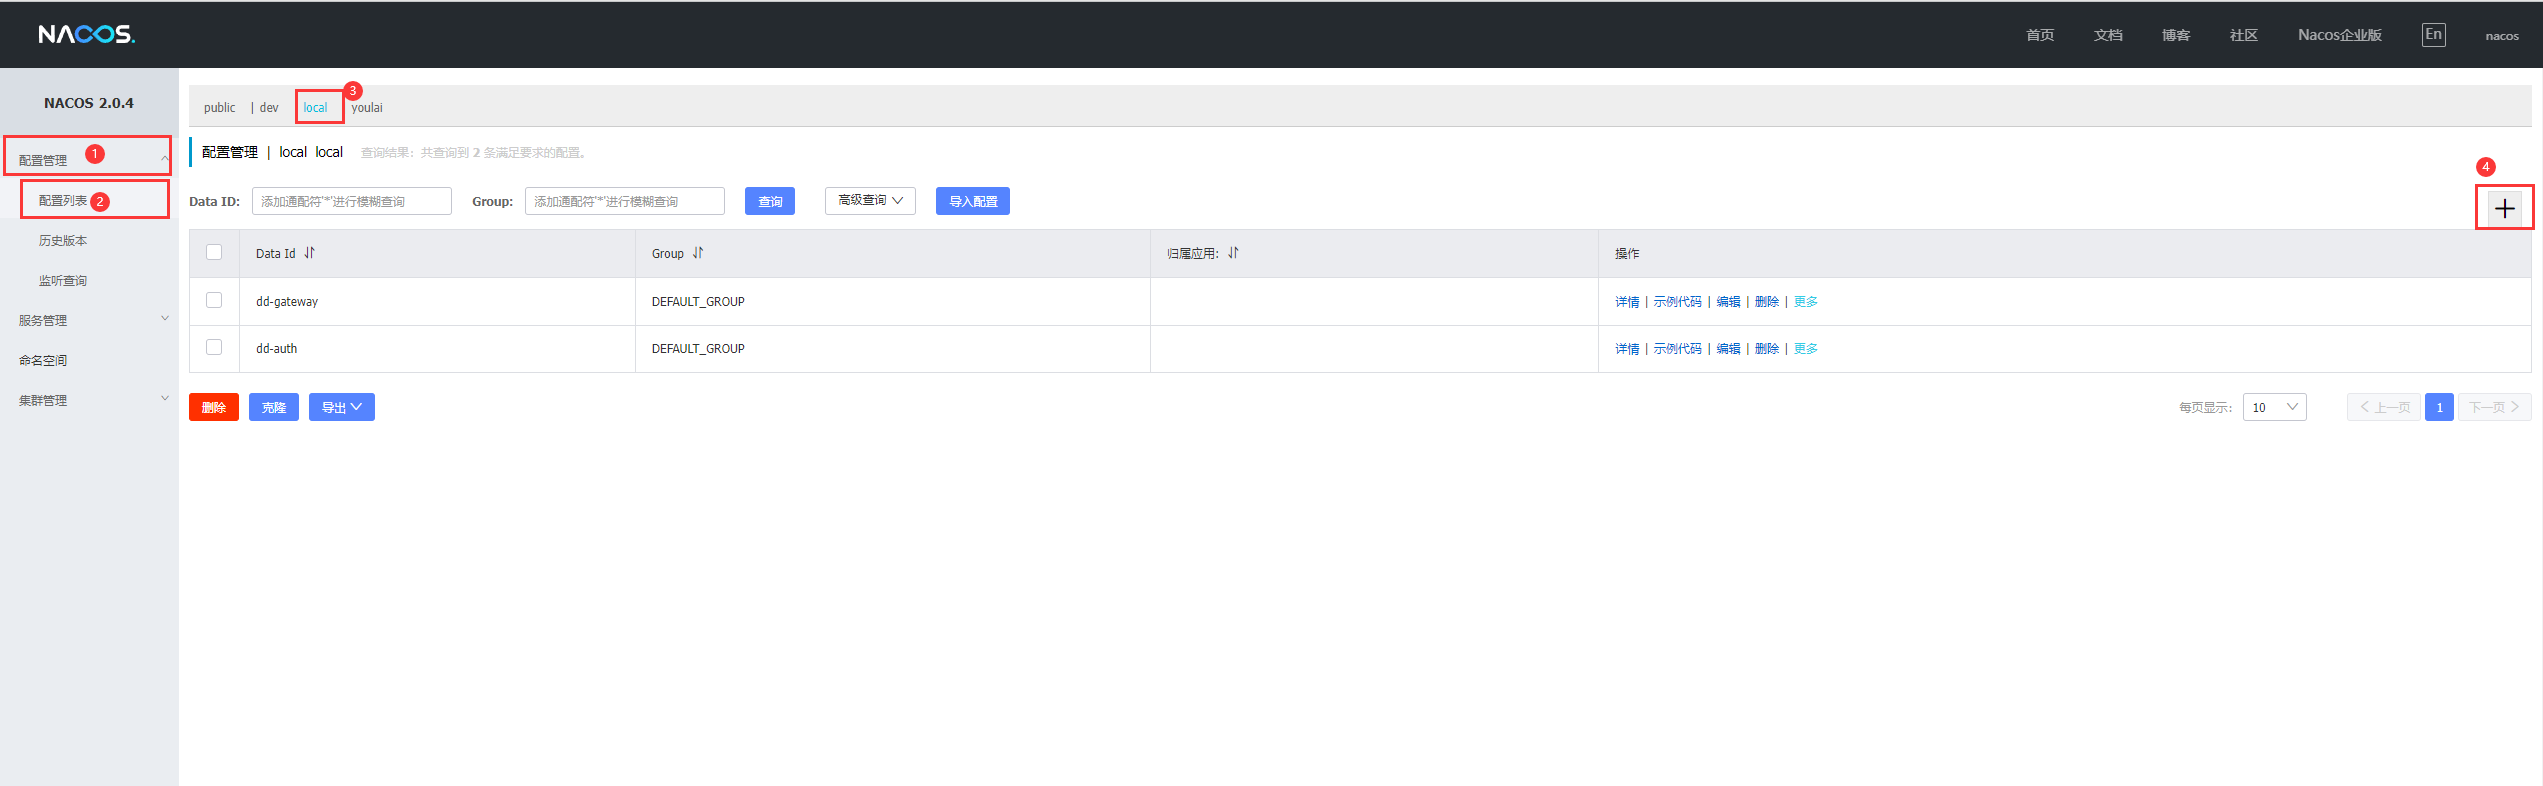 NACOS.
首页 文档 博客 社区 Nacos企业版 En nacos
NACOS 2.0.4
配置管理 1
配置列表 2
历史版本
监听查询
服务管理
命名空间
集群管理
public | dev local 3 youlai
配置管理 | local local 查询结果：共查询到 2 条满足要求的配置。
4
Data ID: 添加通配符'*'进行模糊查询 Group: 添加通配符'*'进行模糊查询 查询 高级查询 导入配置 +
Data Id Group 归属应用: 操作
dd-gateway DEFAULT_GROUP 详情 | 示例代码 | 编辑 | 删除 | 更多
dd-auth DEFAULT_GROUP 详情 | 示例代码 | 编辑 | 删除 | 更多
删除 克隆 导出 每页显示: 10 上一页 1 下一页